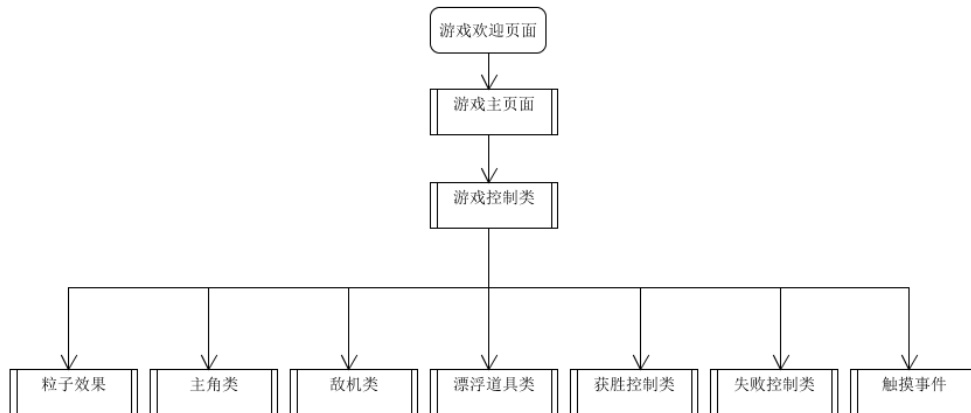 游戏欢迎页面
游戏主页面
游戏控制类
粒子效果
主角类
敌机类
漂浮道具类
获胜控制类
失败控制类
触摸事件